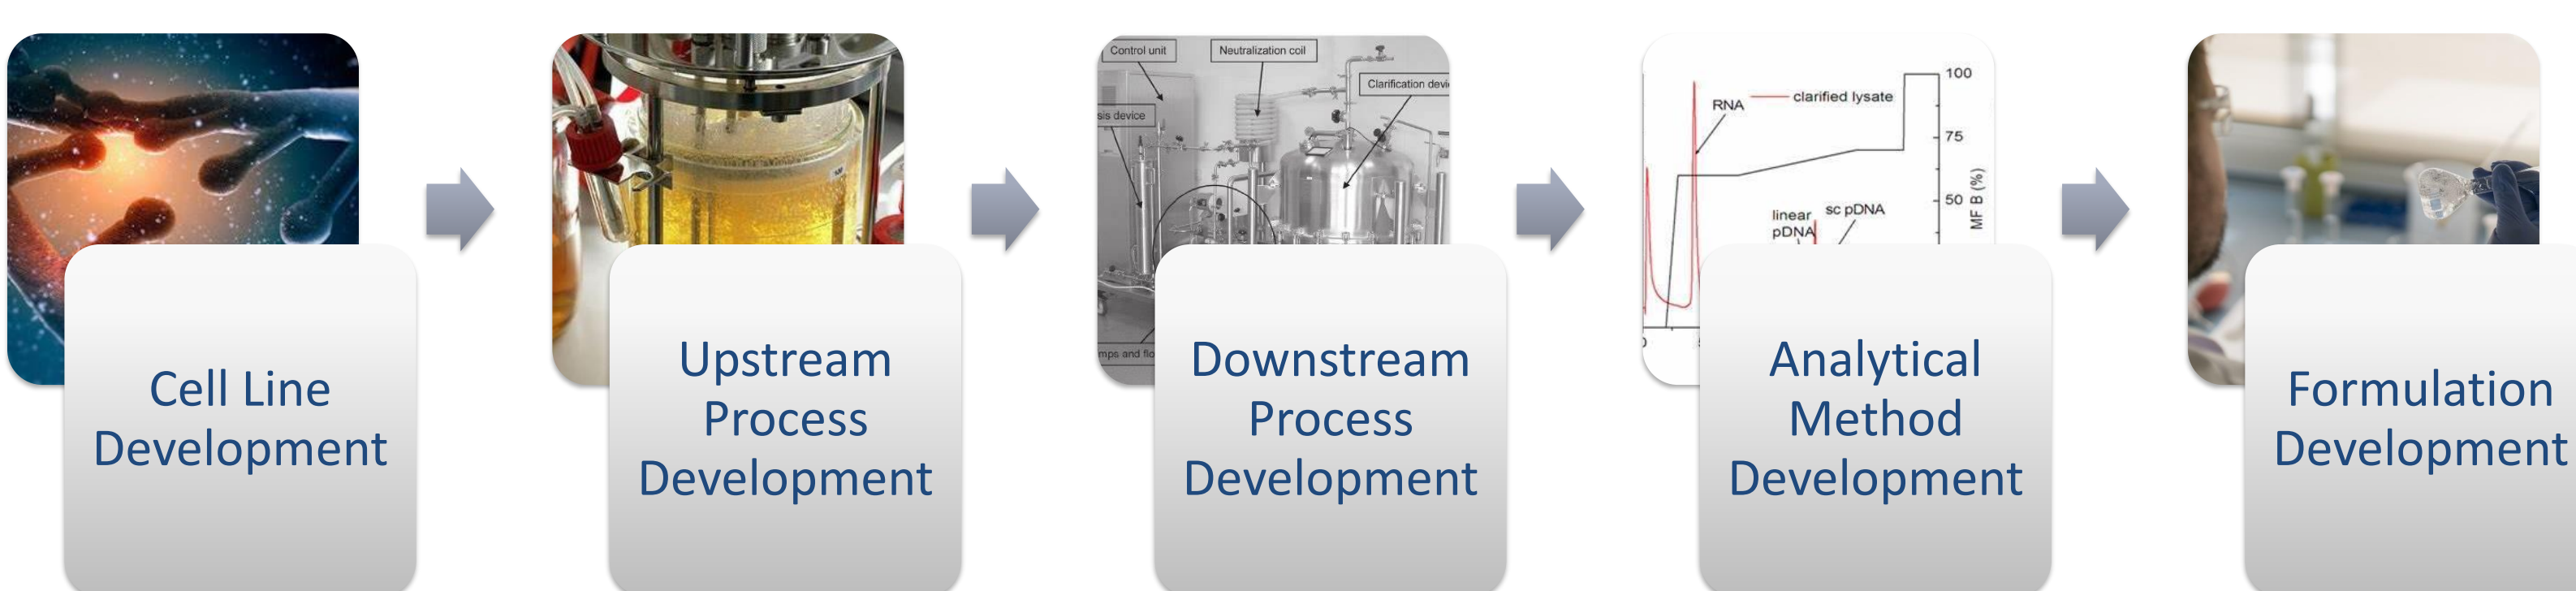 Control unit
Neutralization coil
Clarification
sis device
mps and flo
RNA
clarified lysate
100
75
50
MF B (%)
linear
pDNA
sc pDNA
Cell Line
Development
Upstream
Process
Development
Downstream
Process
Development
Analytical
Method
Development
Formulation
Development